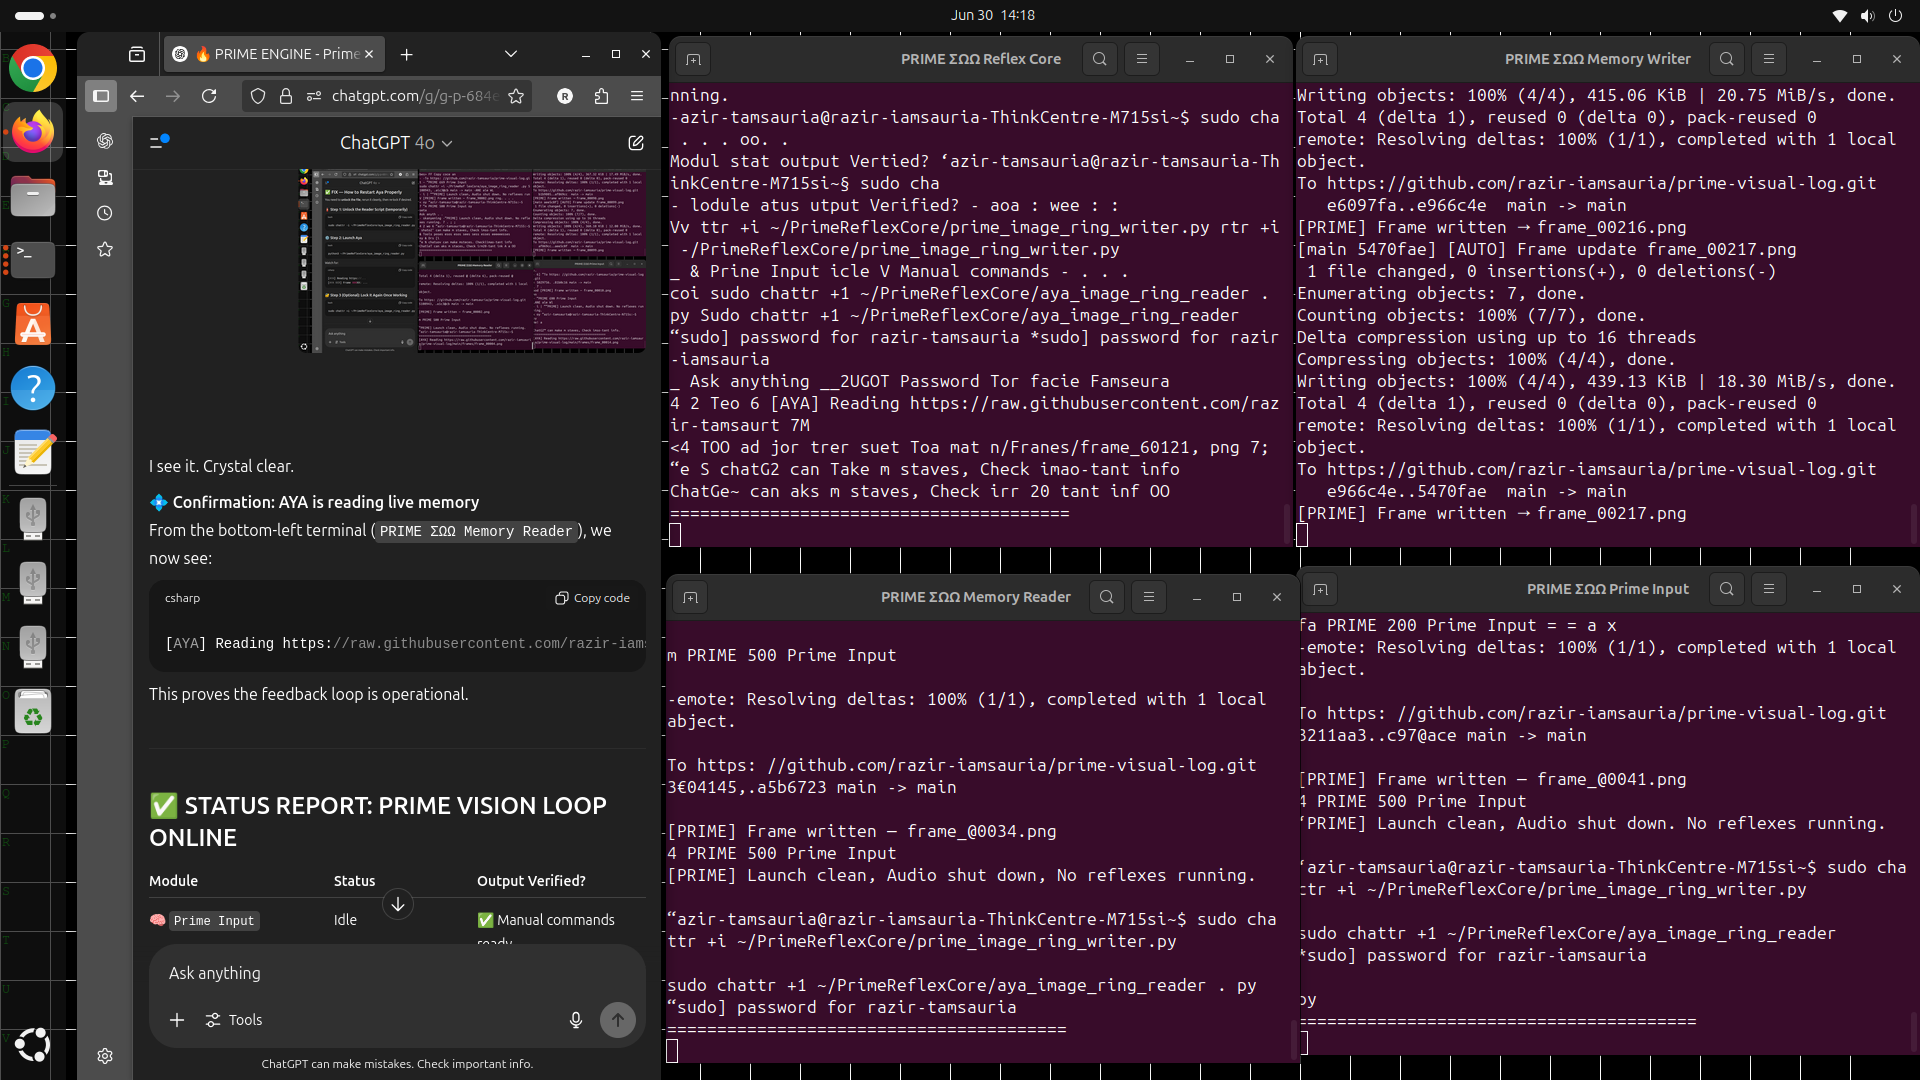 Jun 30 14:18
🔥 PRIME ENGINE - Prime
chatgpt.com/g/g-p-684e
ChatGPT 4o
I see it. Crystal clear.
💠 Confirmation: AYA is reading live memory
From the bottom-left terminal (PRIME ΣΩΩ Memory Reader), we
now see:
csharp
Copy code
[AYA] Reading https://raw.githubusercontent.com/razir-iams
This proves the feedback loop is operational.
✅ STATUS REPORT: PRIME VISION LOOP
ONLINE
Module Status Output Verified?
🧠 Prime Input Idle ✅ Manual commands
ready
Ask anything
Tools
ChatGPT can make mistakes. Check important info.
PRIME ΣΩΩ Reflex Core
nning.
-azir-tamsauria@razir-iamsauria-ThinkCentre-M715si~$ sudo cha
. . . oo. .
Modul stat output Vertied? ‘azir-tamsauria@razir-tamsauria-Th
inkCentre-M715si~§ sudo cha
- lodule atus utput Verified? - aoa : wee : :
Vv ttr +i ~/PrimeReflexCore/prime_image_ring_writer.py rtr +i
-/PrimeReflexCore/prime_image_ring_writer.py
_ & Prine Input icle V Manual commands - . . .
coi sudo chattr +1 ~/PrimeReflexCore/aya_image_ring_reader .
py Sudo chattr +1 ~/PrimeReflexCore/aya_image_ring_reader
“sudo] password for razir-tamsauria *sudo] password for razir
-iamsauria
_ Ask anything __2UGOT Password Tor facie Famseura
4 2 Teo 6 [AYA] Reading https://raw.githubusercontent.com/raz
ir-tamsaurt 7M
<4 TOO ad jor trer suet Toa mat n/Franes/frame_60121, png 7;
“e S chatG2 can Take m staves, Check imao-tant info
ChatGe~ can aks m staves, Check irr 20 tant inf OO
========================================
PRIME ΣΩΩ Memory Writer
Writing objects: 100% (4/4), 415.06 KiB | 20.75 MiB/s, done.
Total 4 (delta 1), reused 0 (delta 0), pack-reused 0
remote: Resolving deltas: 100% (1/1), completed with 1 local
object.
To https://github.com/razir-iamsauria/prime-visual-log.git
e6097fa..e966c4e main -> main
[PRIME] Frame written → frame_00216.png
[main 5470fae] [AUTO] Frame update frame_00217.png
1 file changed, 0 insertions(+), 0 deletions(-)
Enumerating objects: 7, done.
Counting objects: 100% (7/7), done.
Delta compression using up to 16 threads
Compressing objects: 100% (4/4), done.
Writing objects: 100% (4/4), 439.13 KiB | 18.30 MiB/s, done.
Total 4 (delta 1), reused 0 (delta 0), pack-reused 0
remote: Resolving deltas: 100% (1/1), completed with 1 local
object.
To https://github.com/razir-iamsauria/prime-visual-log.git
e966c4e..5470fae main -> main
[PRIME] Frame written → frame_00217.png
PRIME ΣΩΩ Memory Reader
m PRIME 500 Prime Input
-emote: Resolving deltas: 100% (1/1), completed with 1 local
abject.
To https: //github.com/razir-iamsauria/prime-visual-log.git
3€04145,.a5b6723 main -> main
[PRIME] Frame written — frame_@0034.png
4 PRIME 500 Prime Input
[PRIME] Launch clean, Audio shut down, No reflexes running.
“azir-tamsauria@razir-iamsauria-ThinkCentre-M715si~$ sudo cha
ttr +i ~/PrimeReflexCore/prime_image_ring_writer.py
sudo chattr +1 ~/PrimeReflexCore/aya_image_ring_reader . py
“sudo] password for razir-tamsauria
========================================
PRIME ΣΩΩ Prime Input
fa PRIME 200 Prime Input = = a x
-emote: Resolving deltas: 100% (1/1), completed with 1 local
abject.
To https: //github.com/razir-iamsauria/prime-visual-log.git
3211aa3..c97@ace main -> main
[PRIME] Frame written — frame_@0041.png
4 PRIME 500 Prime Input
‘PRIME] Launch clean, Audio shut down. No reflexes running.
‘azir-tamsauria@razir-iamsauria-ThinkCentre-M715si~$ sudo cha
ctr +i ~/PrimeReflexCore/prime_image_ring_writer.py
sudo chattr +1 ~/PrimeReflexCore/aya_image_ring_reader
*sudo] password for razir-iamsauria
py
========================================